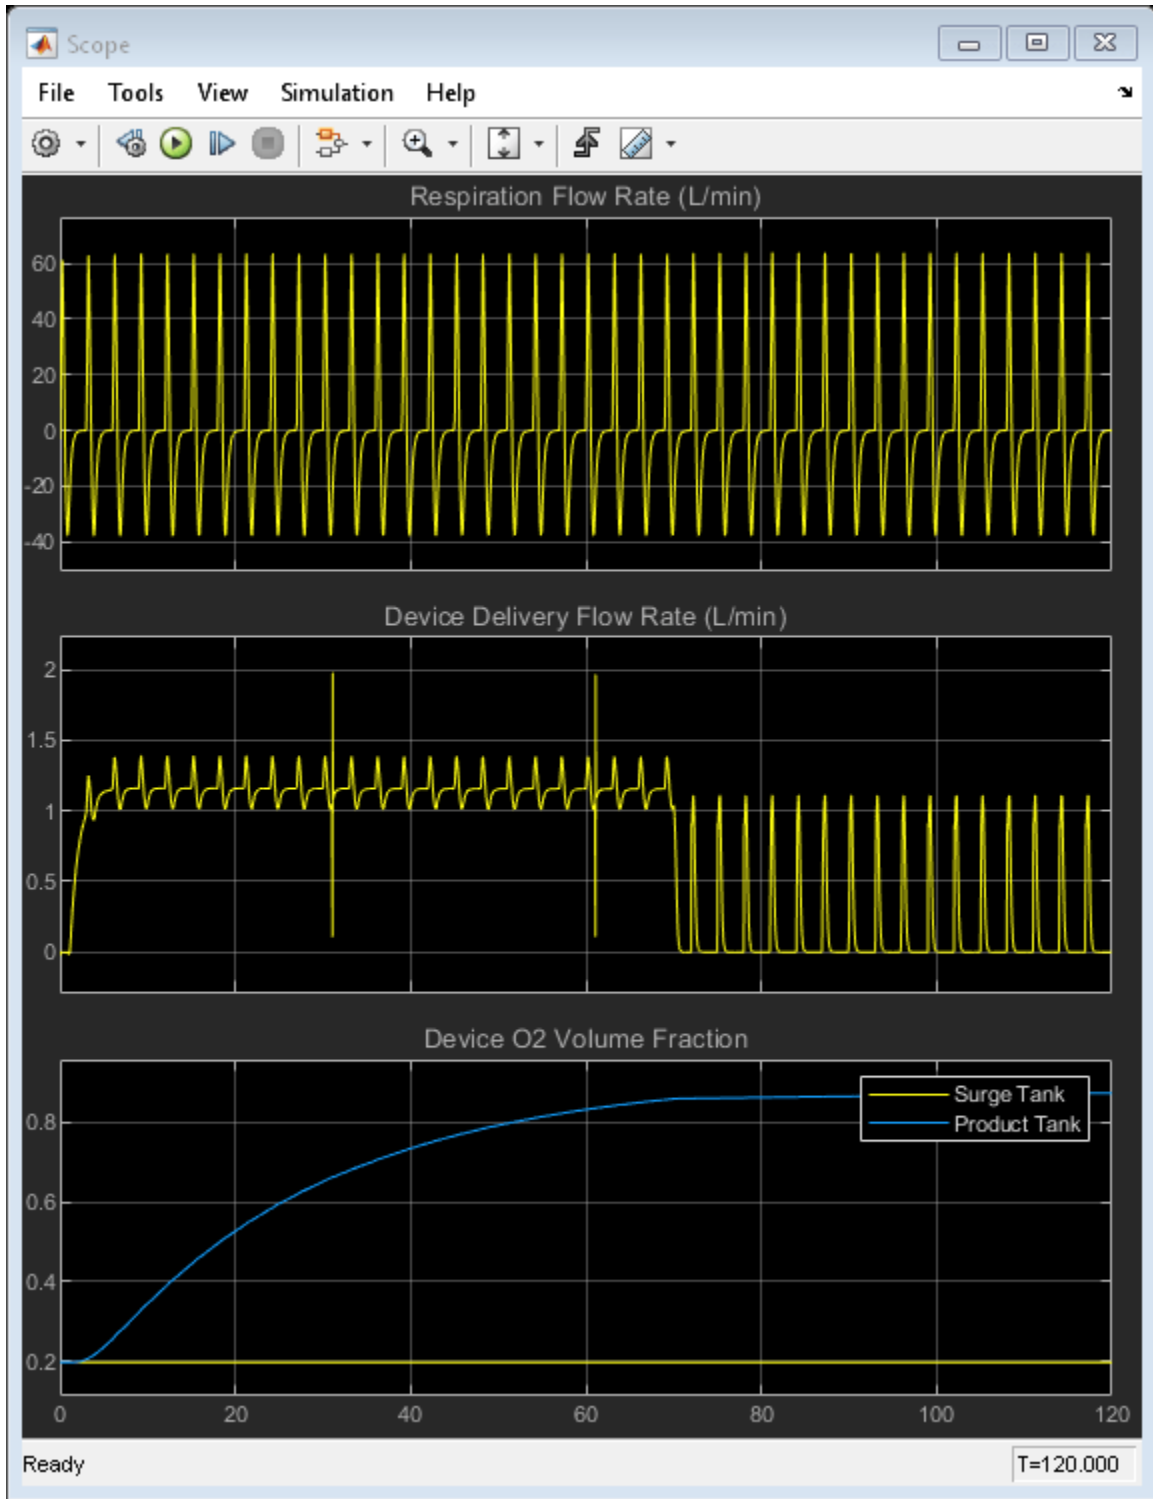 Scope
File Tools View Simulation Help
Respiration Flow Rate (L/min)
60
40
20
0
-20
-40
Device Delivery Flow Rate (L/min)
2
1.5
1
0.5
0
Device O2 Volume Fraction
Surge Tank
Product Tank
0.8
0.6
0.4
0.2
0 20 40 60 80 100 120
Ready T=120.000